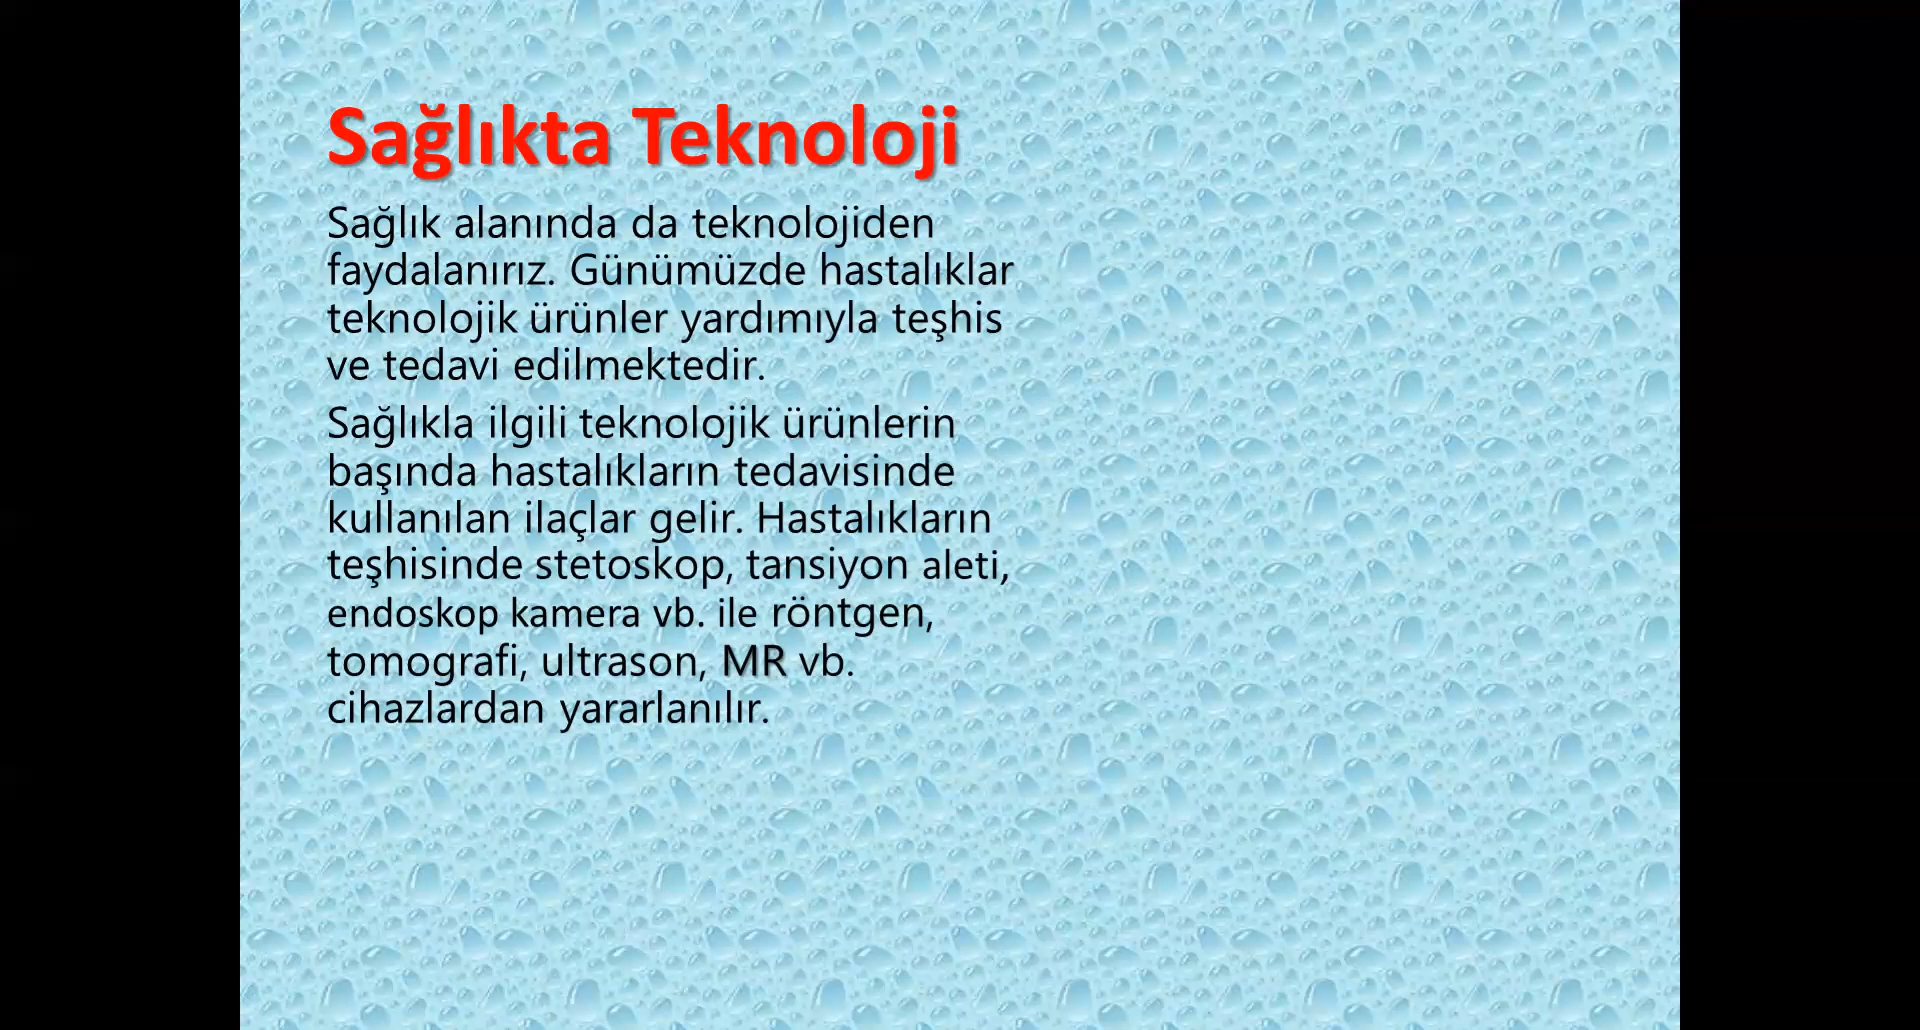 Sağlıkta Teknoloji
Sağlık alanında da teknolojiden
faydalanırız. Günümüzde hastalıklar
teknolojik ürünler yardımıyla teşhis
ve tedavi edilmektedir.
Sağlıkla ilgili teknolojik ürünlerin
başında hastalıkların tedavisinde
kullanılan ilaçlar gelir. Hastalıkların
teşhisinde stetoskop, tansiyon aleti,
endoskop kamera vb. ile röntgen,
tomografi, ultrason, MR vb.
cihazlardan yararlanılır.